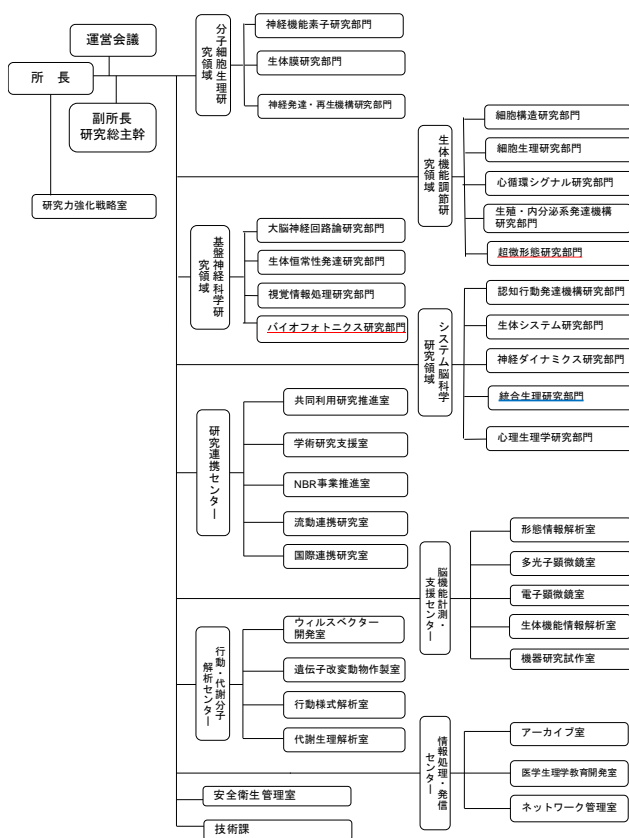 運営会議
所　長
副所長
研究総主幹
研究力強化戦略室
分子細胞生理研
究領域
神経機能素子研究部門
生体膜研究部門
神経発達・再生機構研究部門
生体機能調節研
究領域
細胞構造研究部門
細胞生理研究部門
心循環シグナル研究部門
生殖・内分泌系発達機構
研究部門
超微形態研究部門
基盤神経科学研
究領域
大脳神経回路論研究部門
生体恒常性発達研究部門
視覚情報処理研究部門
バイオフォトニクス研究部門
システム脳科学
研究領域
認知行動発達機構研究部門
生体システム研究部門
神経ダイナミクス研究部門
統合生理研究部門
心理生理学研究部門
研究連携センター
共同利用研究推進室
学術研究支援室
NBR事業推進室
流動連携研究室
国際連携研究室
脳機能計測・
支援センター
形態情報解析室
多光子顕微鏡室
電子顕微鏡室
生体機能情報解析室
機器研究試作室
行動・代謝分子
解析センター
ウィルスベクター
開発室
遺伝子改変動物作製室
行動様式解析室
代謝生理解析室
情報処理・発信
センター
アーカイブ室
医学生理学教育開発室
ネットワーク管理室
安全衛生管理室
技術課